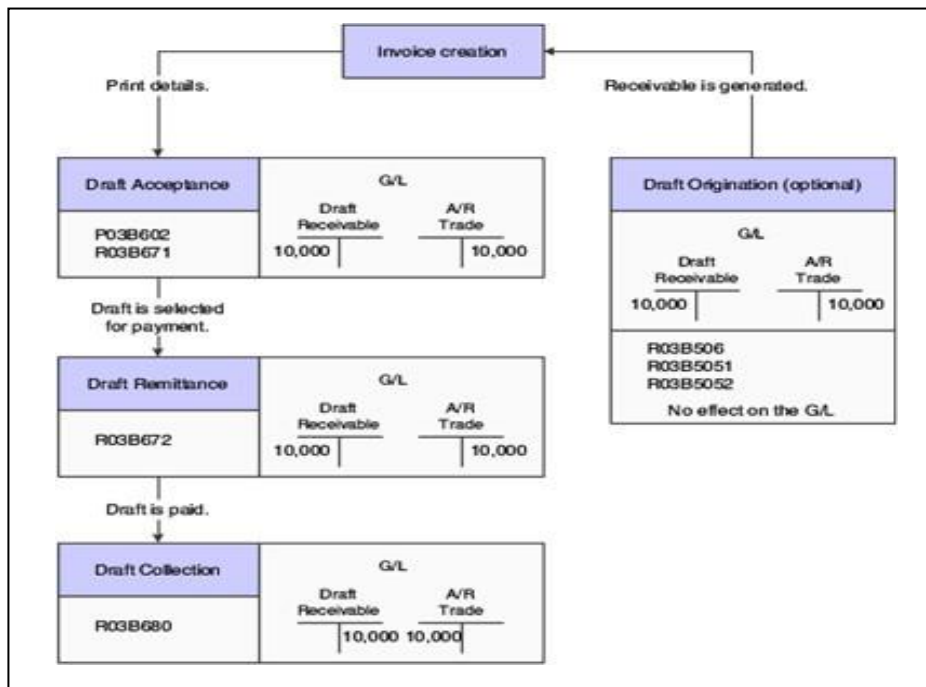 Invoice creation
Print details.
Receivable is generated.
Draft Acceptance
P03B602
R03B671
G/L
Draft
Receivable
A/R
Trade
10,000
10,000
Draft is selected
for payment.
Draft Remittance
R03B672
G/L
Draft
Receivable
A/R
Trade
10,000
10,000
Draft is paid.
Draft Collection
R03B680
G/L
Draft
Receivable
A/R
Trade
10,000
10,000
Draft Origination (optional)
G/L
Draft
Receivable
A/R
Trade
10,000
10,000
R03B506
R03B5051
R03B5052
No effect on the G/L